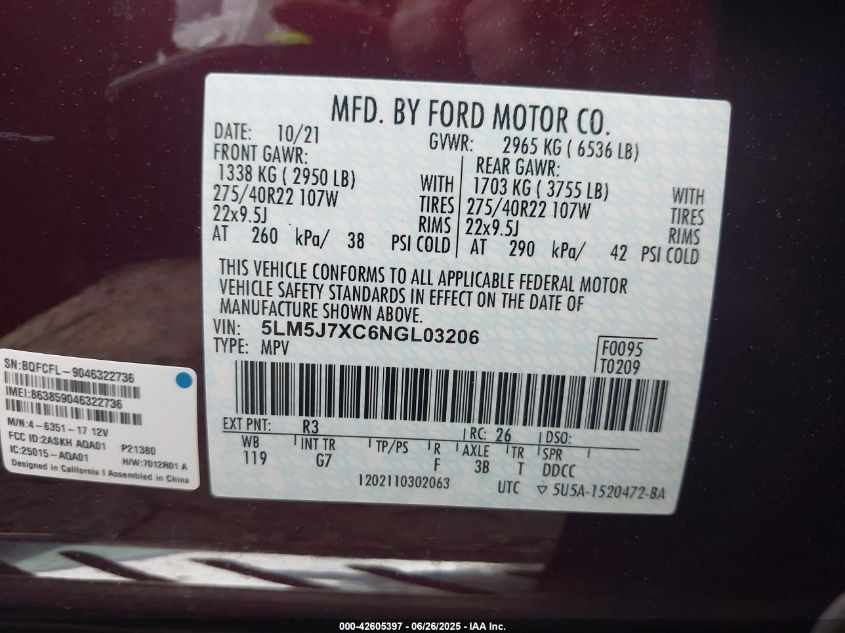 MFD. BY FORD MOTOR CO.
DATE: 10/21 GVWR: 2965 KG ( 6536 LB)
FRONT GAWR: REAR GAWR:
1338 KG ( 2950 LB) WITH 1703 KG ( 3755 LB) WITH
275/40R22 107W TIRES 275/40R22 107W TIRES
22x9.5J RIMS 22x9.5J RIMS
AT 260 kPa/ 38 PSI COLD AT 290 kPa/ 42 PSI COLD
THIS VEHICLE CONFORMS TO ALL APPLICABLE FEDERAL MOTOR
VEHICLE SAFETY STANDARDS IN EFFECT ON THE DATE OF
MANUFACTURE SHOWN ABOVE.
VIN: 5LM5J7XC6NGL03206
TYPE: MPV
F0095
T0209
EXT PNT: R3 RC: 26 DSO:
WB INT TR TP/PS R AXLE TR SPR
119 G7 F 3B T DDCC
1202110302063 UTC ▽ 5U5A-1520472-BA
SN:BQFCFL-9046322736
IMEI:863859046322736
M/N:4-6351-17 12V
FCC ID:2ASKH AQA01 P21380
IC:25015-AQA01 H/W:7012R01 A
Designed in California | Assembled in China
000-42605397 - 06/26/2025 - IAA Inc.